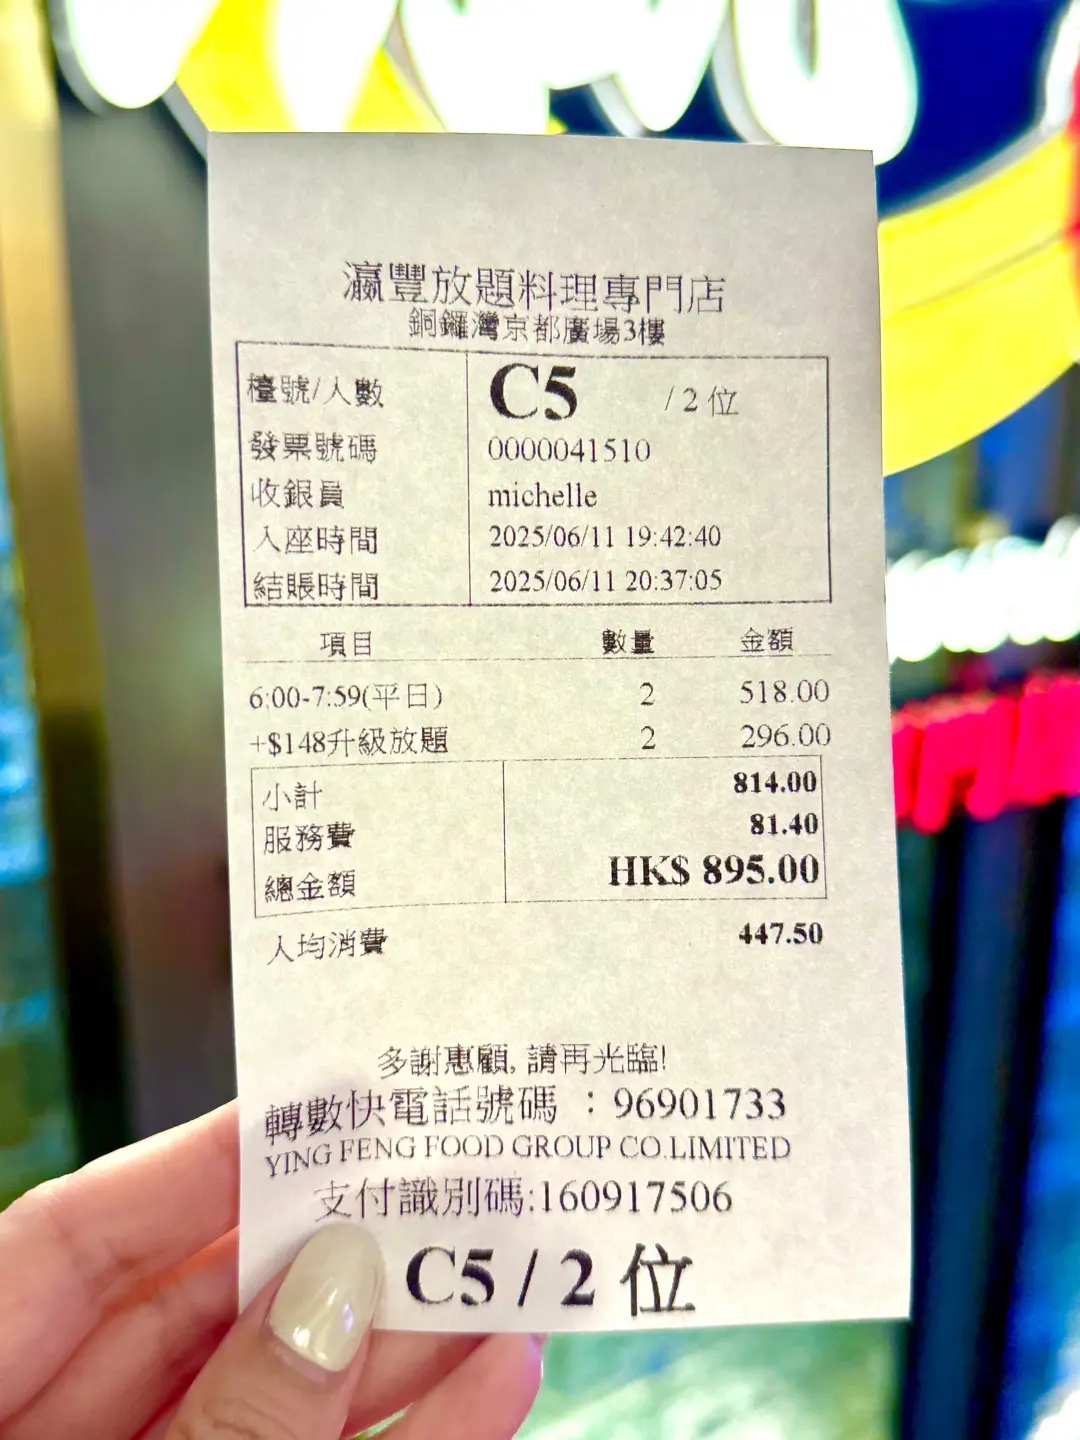 瀛豐放題料理專門店
銅鑼灣京都廣場3樓
檯號/人數 C5 / 2 位
發票號碼 0000041510
收銀員 michelle
入座時間 2025/06/11 19:42:40
結賬時間 2025/06/11 20:37:05
項目 數量 金額
6:00-7:59(平日) 2 518.00
+$148升級放題 2 296.00
小計 814.00
服務費 81.40
總金額 HK$ 895.00
人均消費 447.50
多謝惠顧, 請再光臨!
轉數快電話號碼 : 96901733
YING FENG FOOD GROUP CO.LIMITED
支付識別碼:160917506
C5 / 2 位